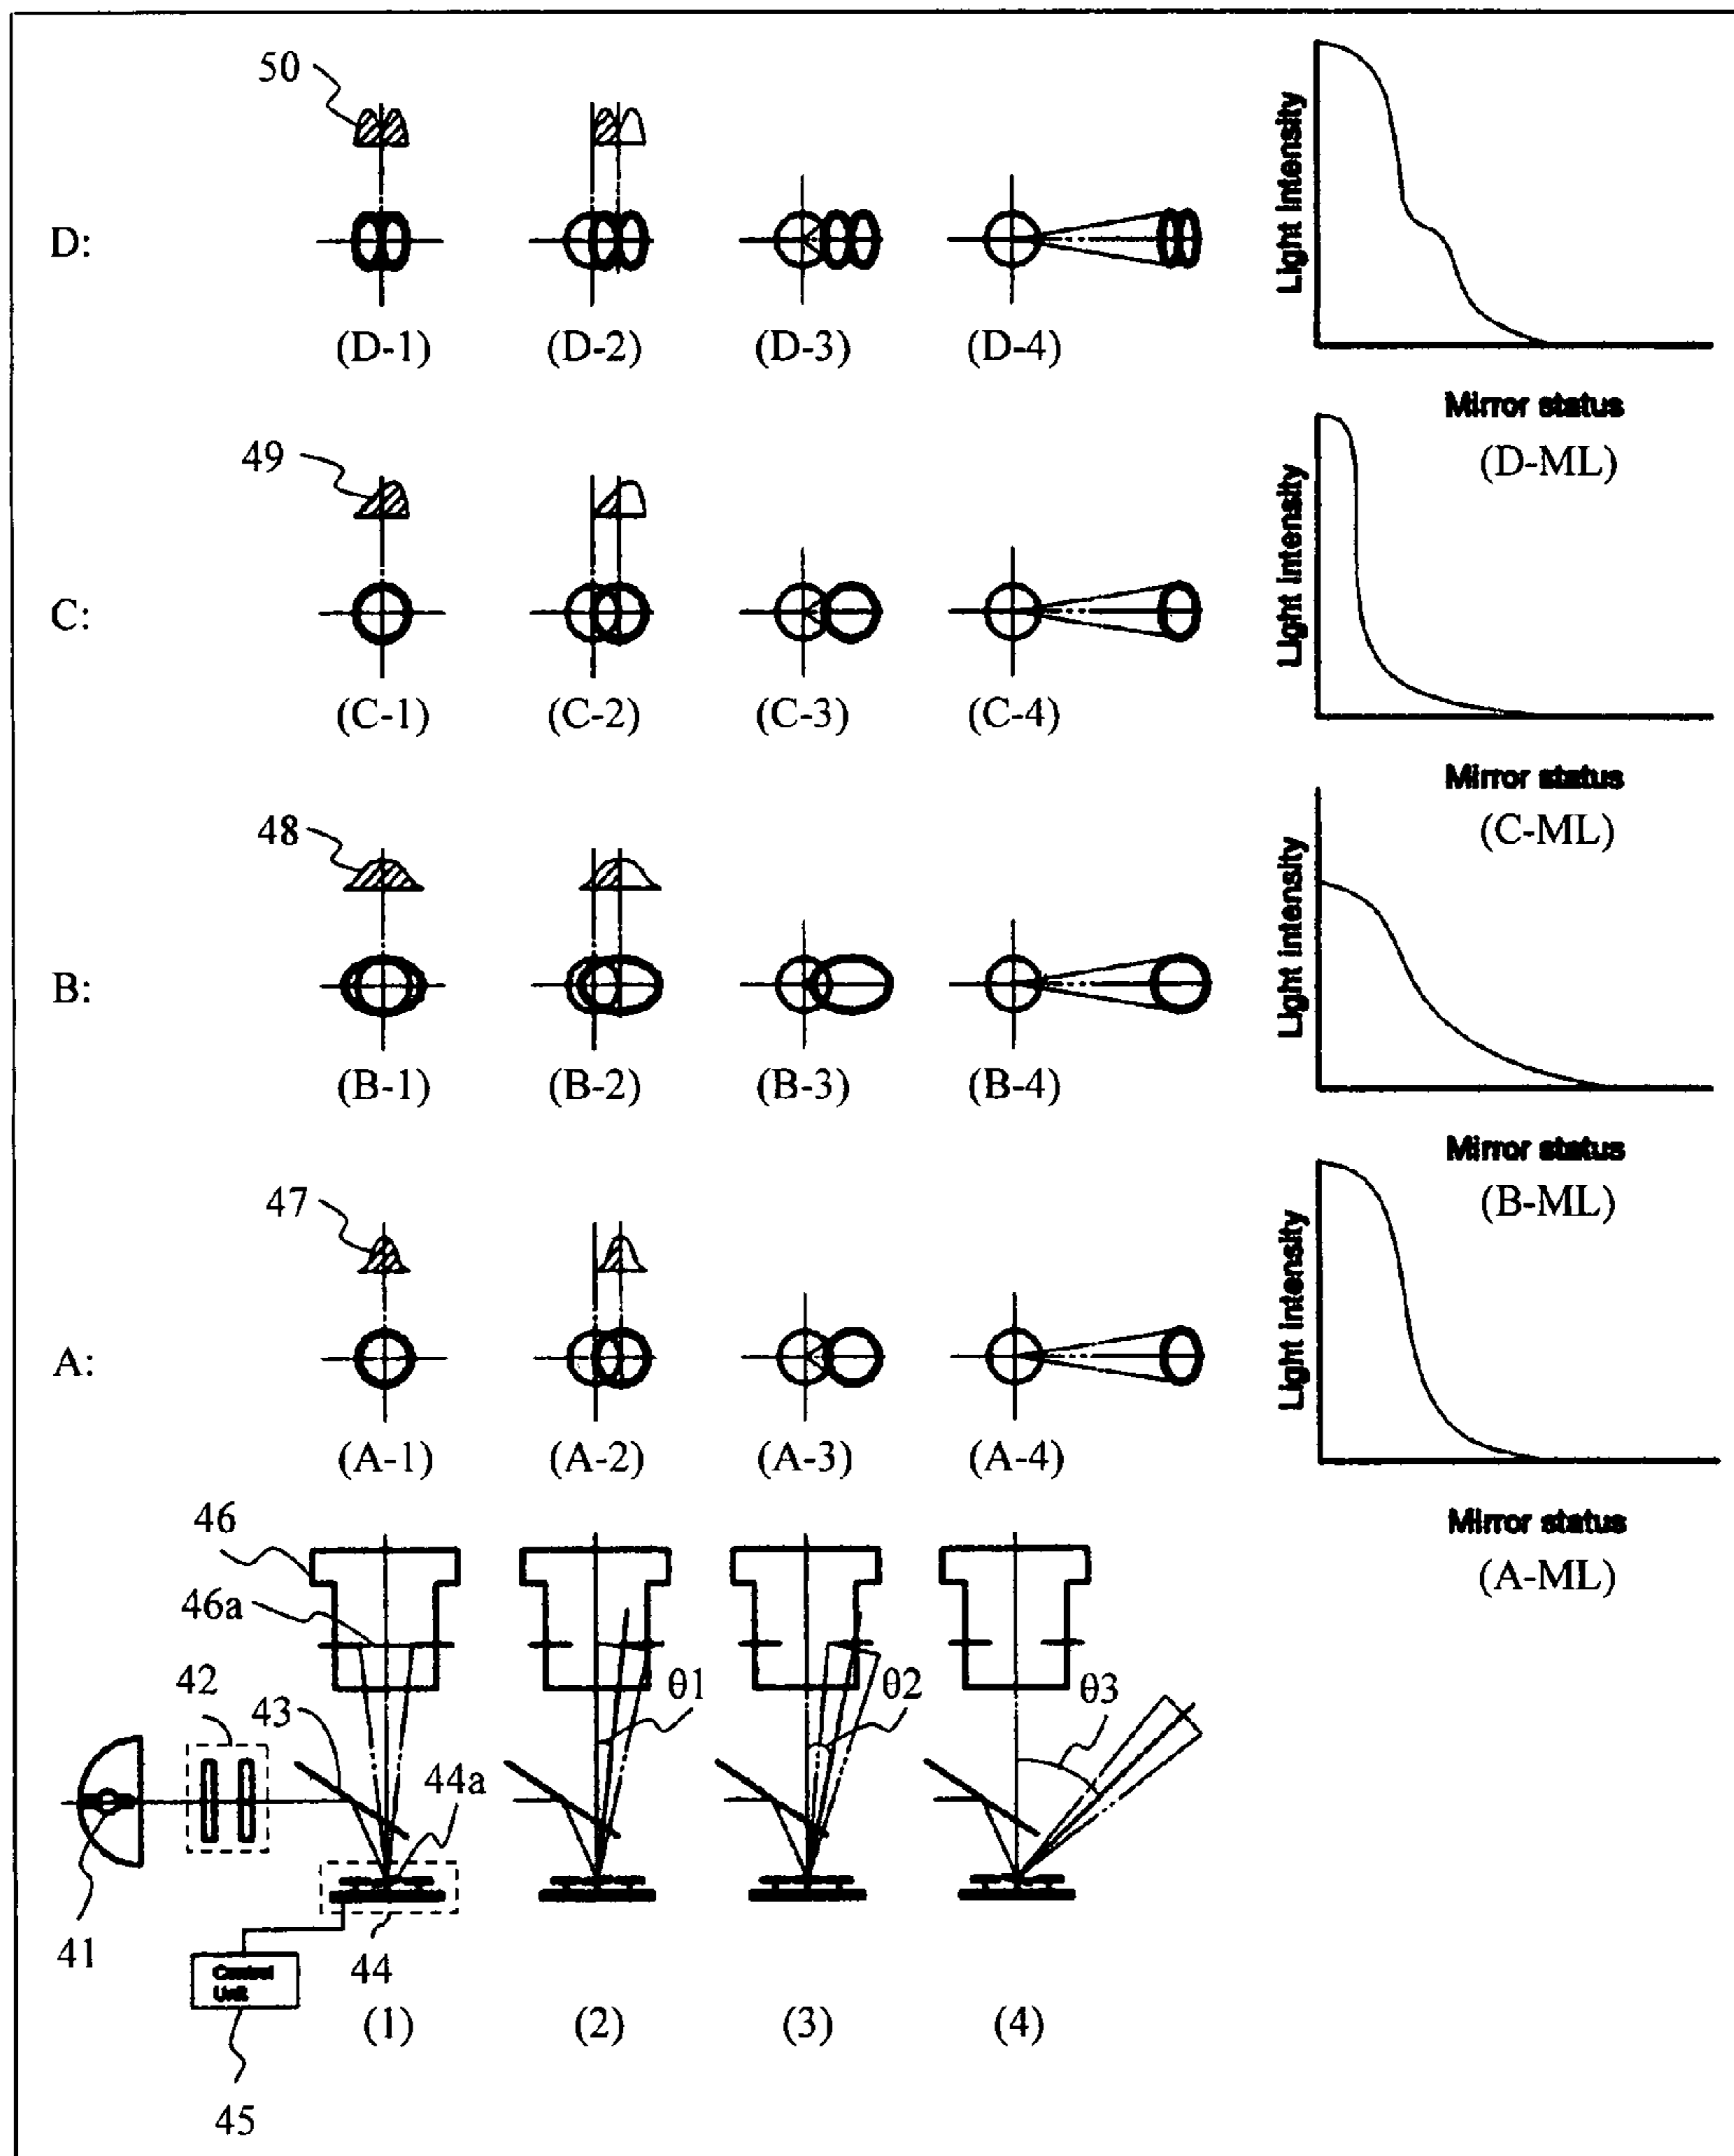 50
D:
(D-1) (D-2) (D-3) (D-4)
Light intensity
Mirror status
(D-ML)
49
C:
(C-1) (C-2) (C-3) (C-4)
Light intensity
Mirror status
(C-ML)
48
B:
(B-1) (B-2) (B-3) (B-4)
Light intensity
Mirror status
(B-ML)
47
A:
(A-1) (A-2) (A-3) (A-4)
Light intensity
Mirror status
(A-ML)
46
46a
42
43
θ1
θ2
θ3
44a
41
44
Control
Unit
45
(1) (2) (3) (4)